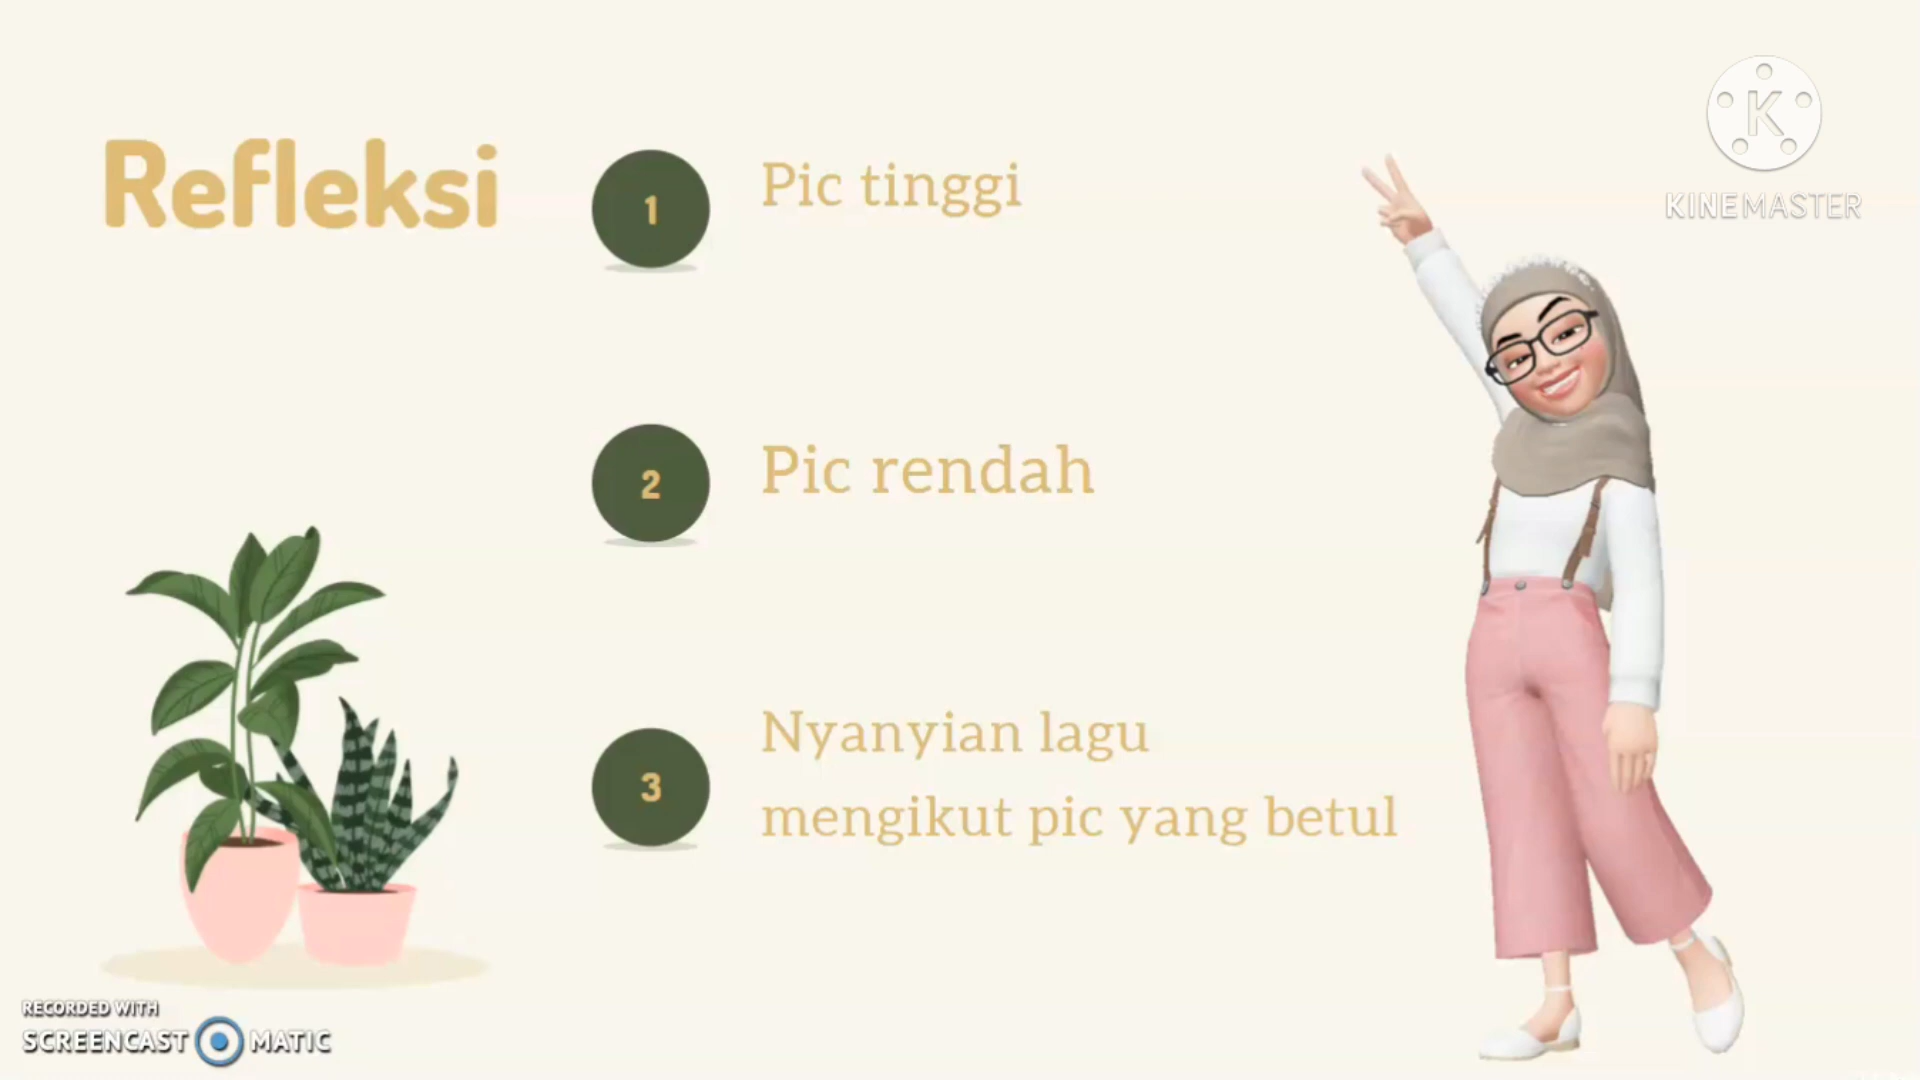 Refleksi
1
Pic tinggi
2
Pic rendah
3
Nyanyian lagu
mengikut pic yang betul
K
KINEMASTER
RECORDED WITH
SCREENCAST MATIC